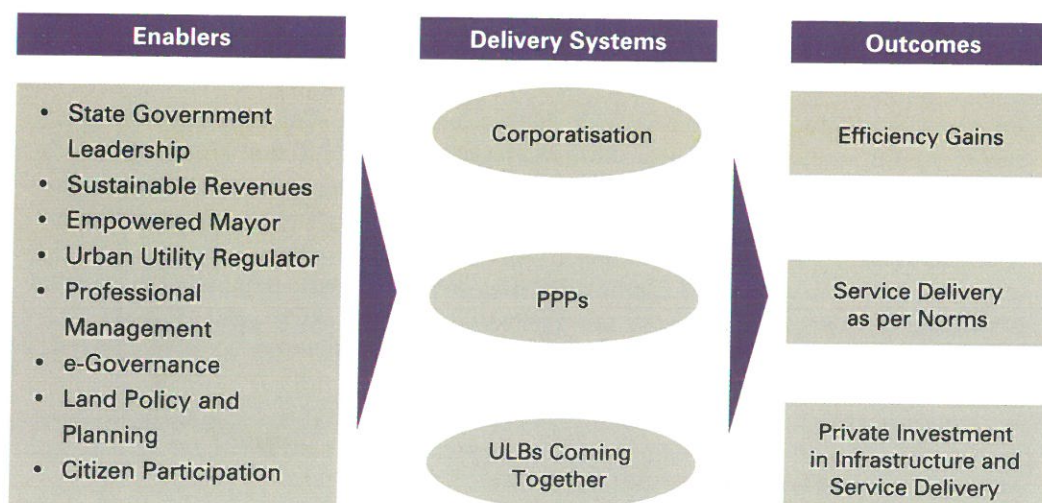 Enablers
• State Government
Leadership
• Sustainable Revenues
• Empowered Mayor
• Urban Utility Regulator
• Professional
Management
• e-Governance
• Land Policy and
Planning
• Citizen Participation
Delivery Systems
Corporatisation
PPPs
ULBs Coming
Together
Outcomes
Efficiency Gains
Service Delivery
as per Norms
Private Investment
in Infrastructure and
Service Delivery